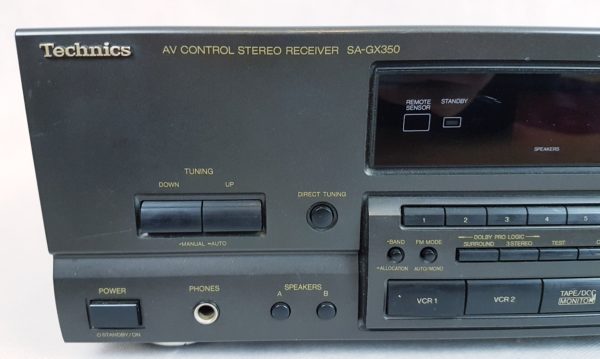 Technics
AV CONTROL STEREO RECEIVER SA-GX350
REMOTE SENSOR
STANDBY
SPEAKERS
TUNING
DOWN UP
DIRECT TUNING
MANUAL AUTO
1 2 3 4 5
BAND FM MODE
DOLBY PRO LOGIC
SURROUND 3-STEREO TEST
ALLOCATION AUTO/MONO
POWER
PHONES
SPEAKERS
A B
VCR 1 VCR 2
TAPE/DCC
MONITOR
STANDBY/ON